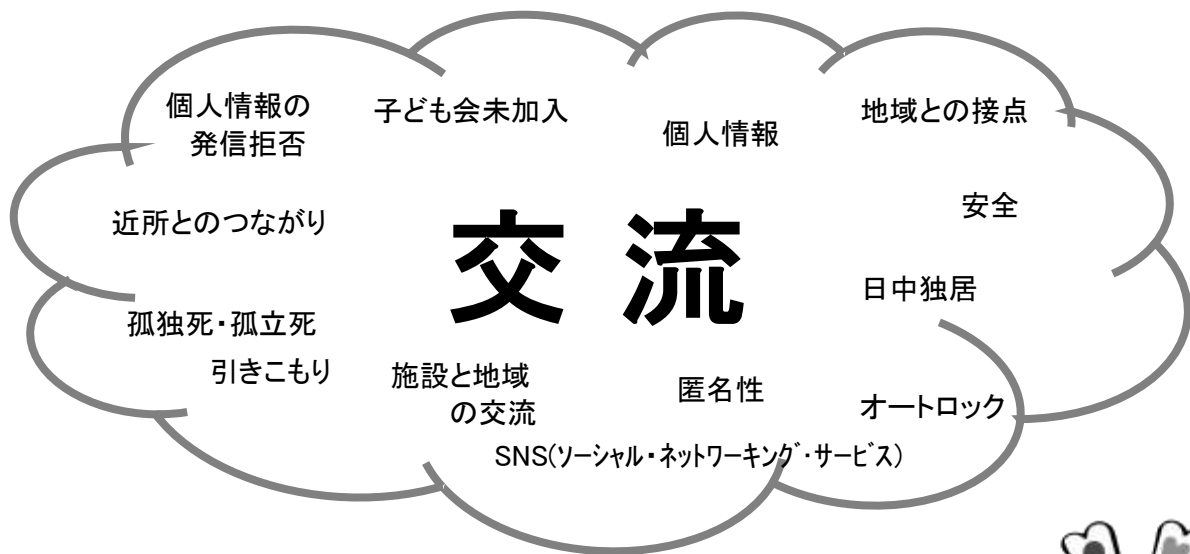 個人情報の
発信拒否
子ども会未加入
個人情報
地域との接点
近所とのつながり
安全
交 流
日中独居
孤独死・孤立死
引きこもり
施設と地域
の交流
匿名性
オートロック
SNS(ｿｰｼｬﾙ・ﾈｯﾄﾜｰｷﾝｸﾞ・ｻｰﾋﾞｽ)